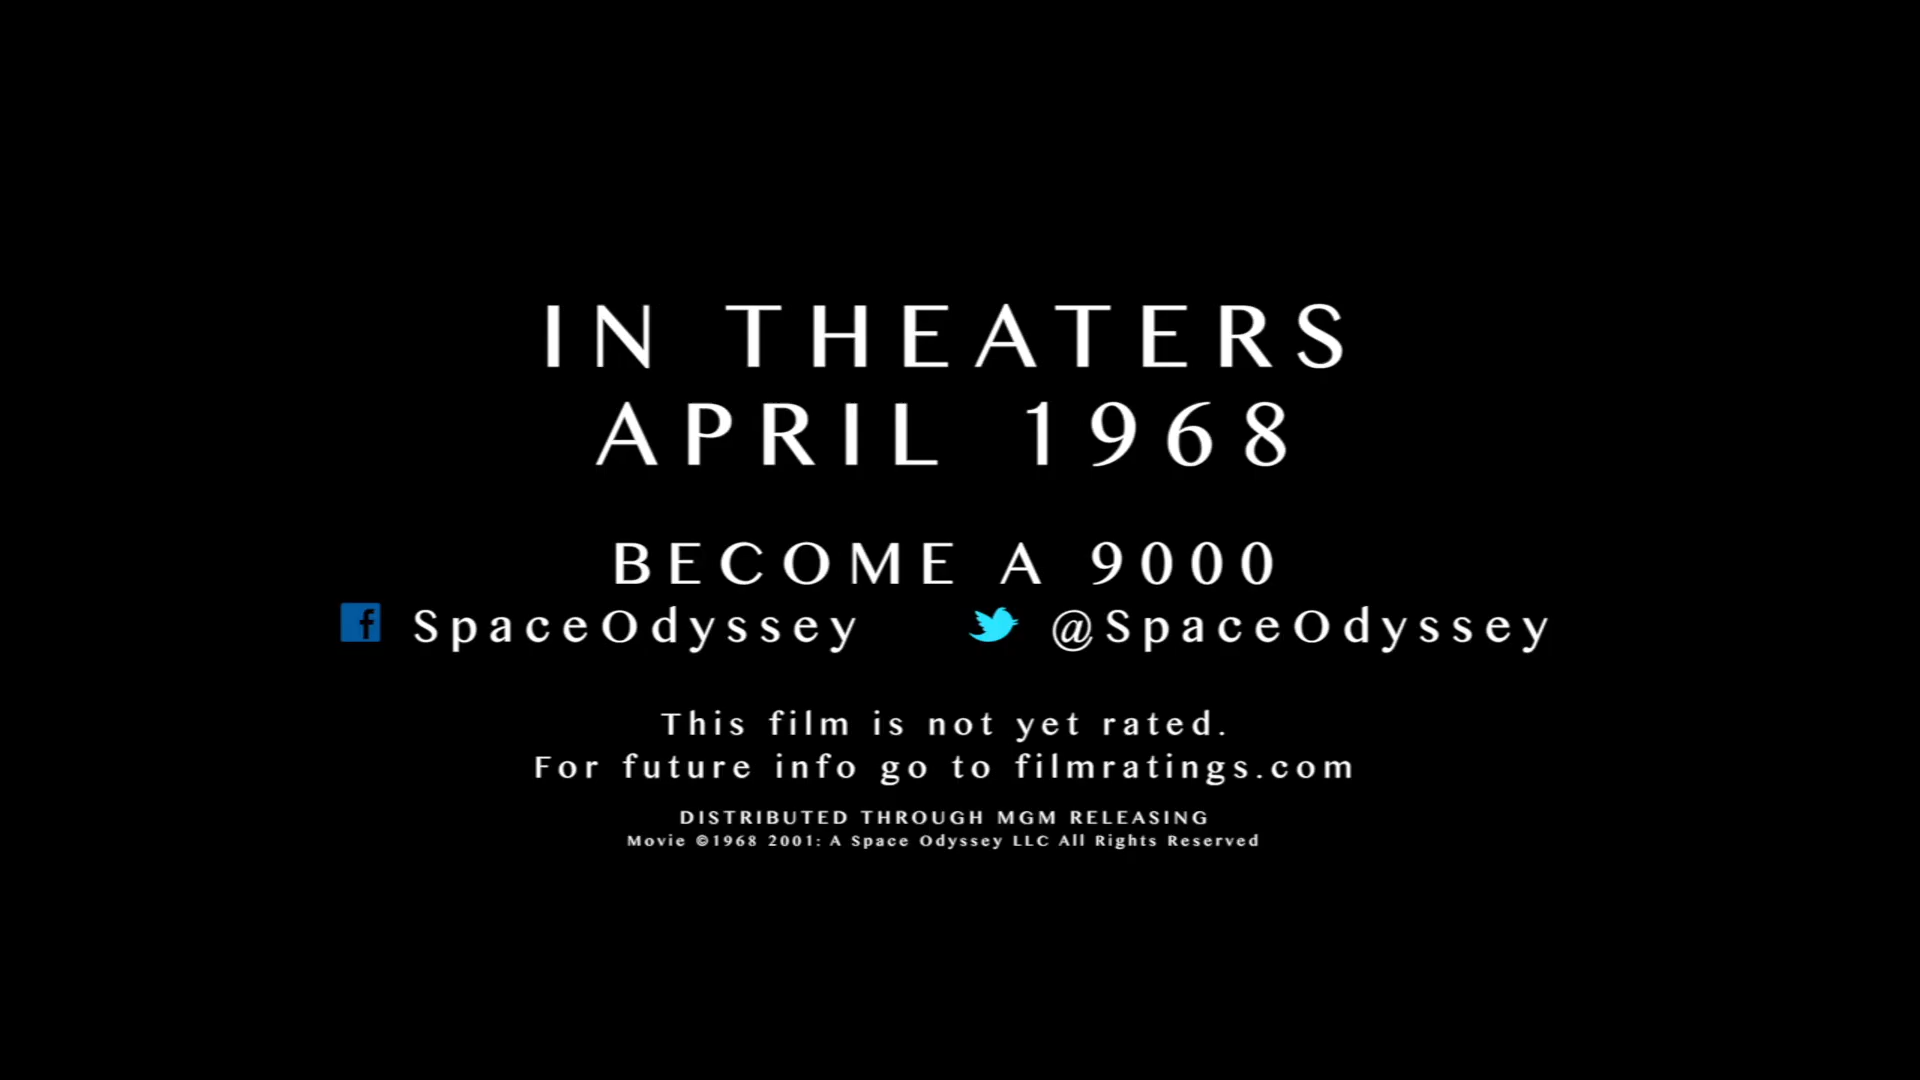 IN THEATERS
APRIL 1968
BECOME A 9000
SpaceOdyssey @SpaceOdyssey
This film is not yet rated.
For future info go to filmratings.com
DISTRIBUTED THROUGH MGM RELEASING
Movie ©1968 2001: A Space Odyssey LLC All Rights Reserved